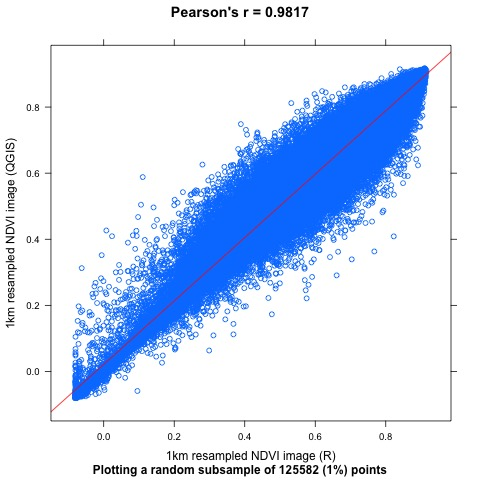 Pearson's r = 0.9817
1km resampled NDVI image (QGIS)
0.8
0.6
0.4
0.2
0.0
0.0 0.2 0.4 0.6 0.8
1km resampled NDVI image (R)
Plotting a random subsample of 125582 (1%) points